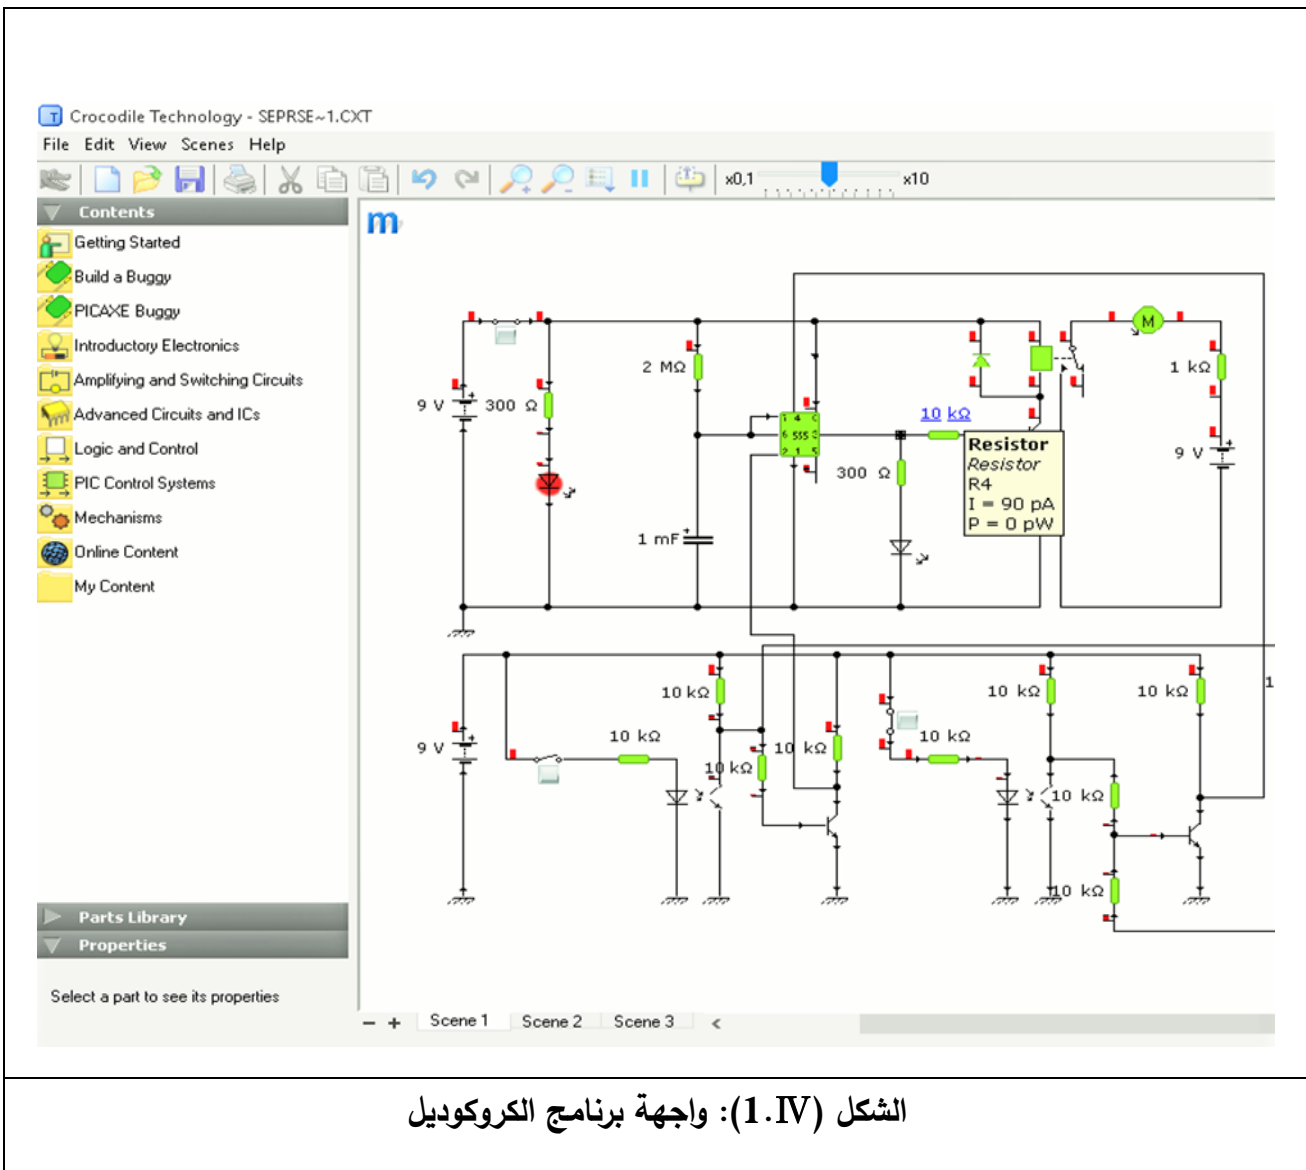 Crocodile Technology - SEPRSE~1.CXT
File Edit View Scenes Help
x0,1 x10
Contents
Getting Started
Build a Buggy
PICAXE Buggy
Introductory Electronics
Amplifying and Switching Circuits
Advanced Circuits and ICs
Logic and Control
PIC Control Systems
Mechanisms
Online Content
My Content
Parts Library
Properties
Select a part to see its properties
m
M
2 MΩ
1 kΩ
9 V
300 Ω
10 kΩ
555
300 Ω
9 V
Resistor
Resistor
R4
I = 90 pA
P = 0 pW
1 mF
10 kΩ
10 kΩ
10 kΩ
1
9 V
10 kΩ
10 kΩ
10 kΩ
10 kΩ
10 kΩ
10 kΩ
Scene 1 Scene 2 Scene 3
الشكل (1.IV): واجهة برنامج الكروكوديل